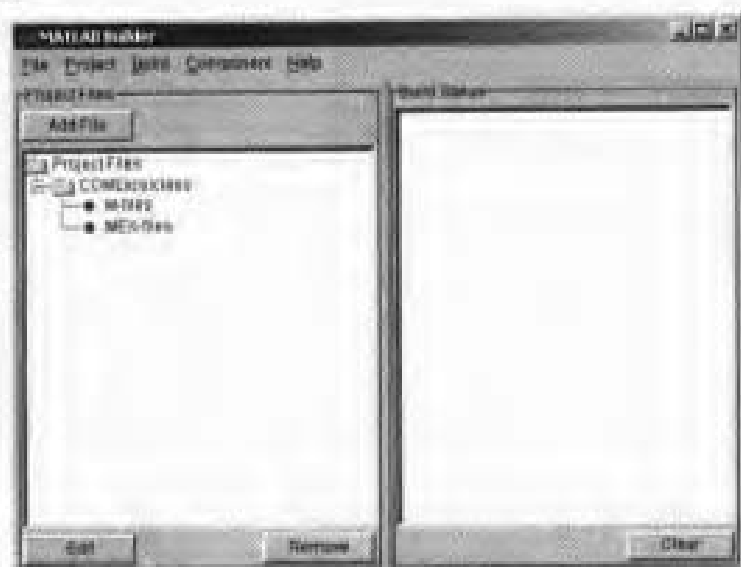 MATLAB Builder
File Project Build Component Help
Project Files
Build Status
Add File
Project Files
M-files
MEX-files
Edit
Remove
Clear